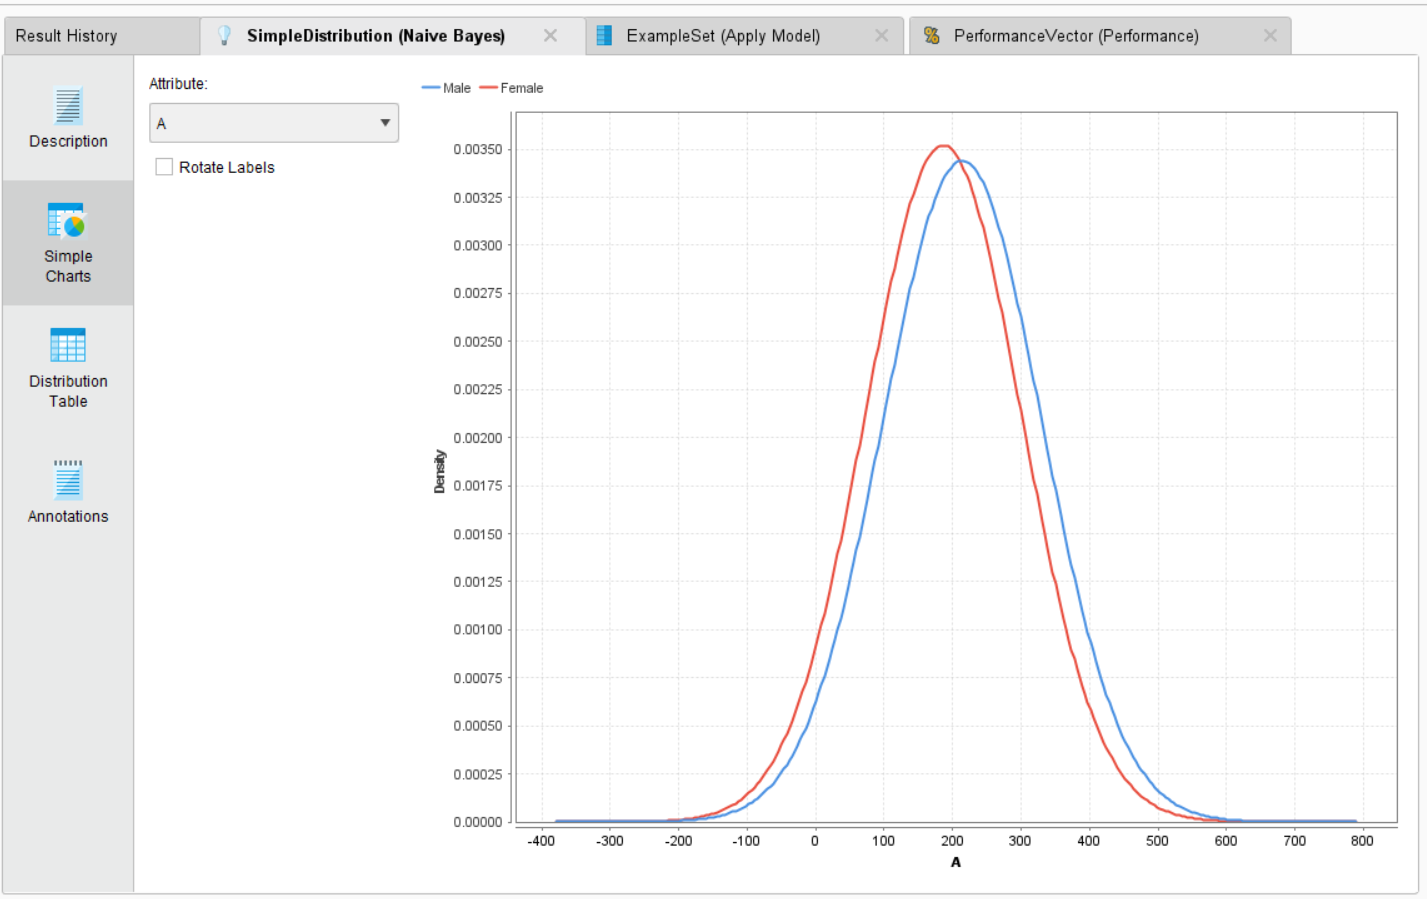 Result History
SimpleDistribution (Naive Bayes)
ExampleSet (Apply Model)
PerformanceVector (Performance)
Description
Simple
Charts
Distribution
Table
Annotations
Attribute:
A
Rotate Labels
Male Female
0.00350
0.00325
0.00300
0.00275
0.00250
0.00225
0.00200
0.00175
0.00150
0.00125
0.00100
0.00075
0.00050
0.00025
0.00000
Density
-400 -300 -200 -100 0 100 200 300 400 500 600 700 800
A